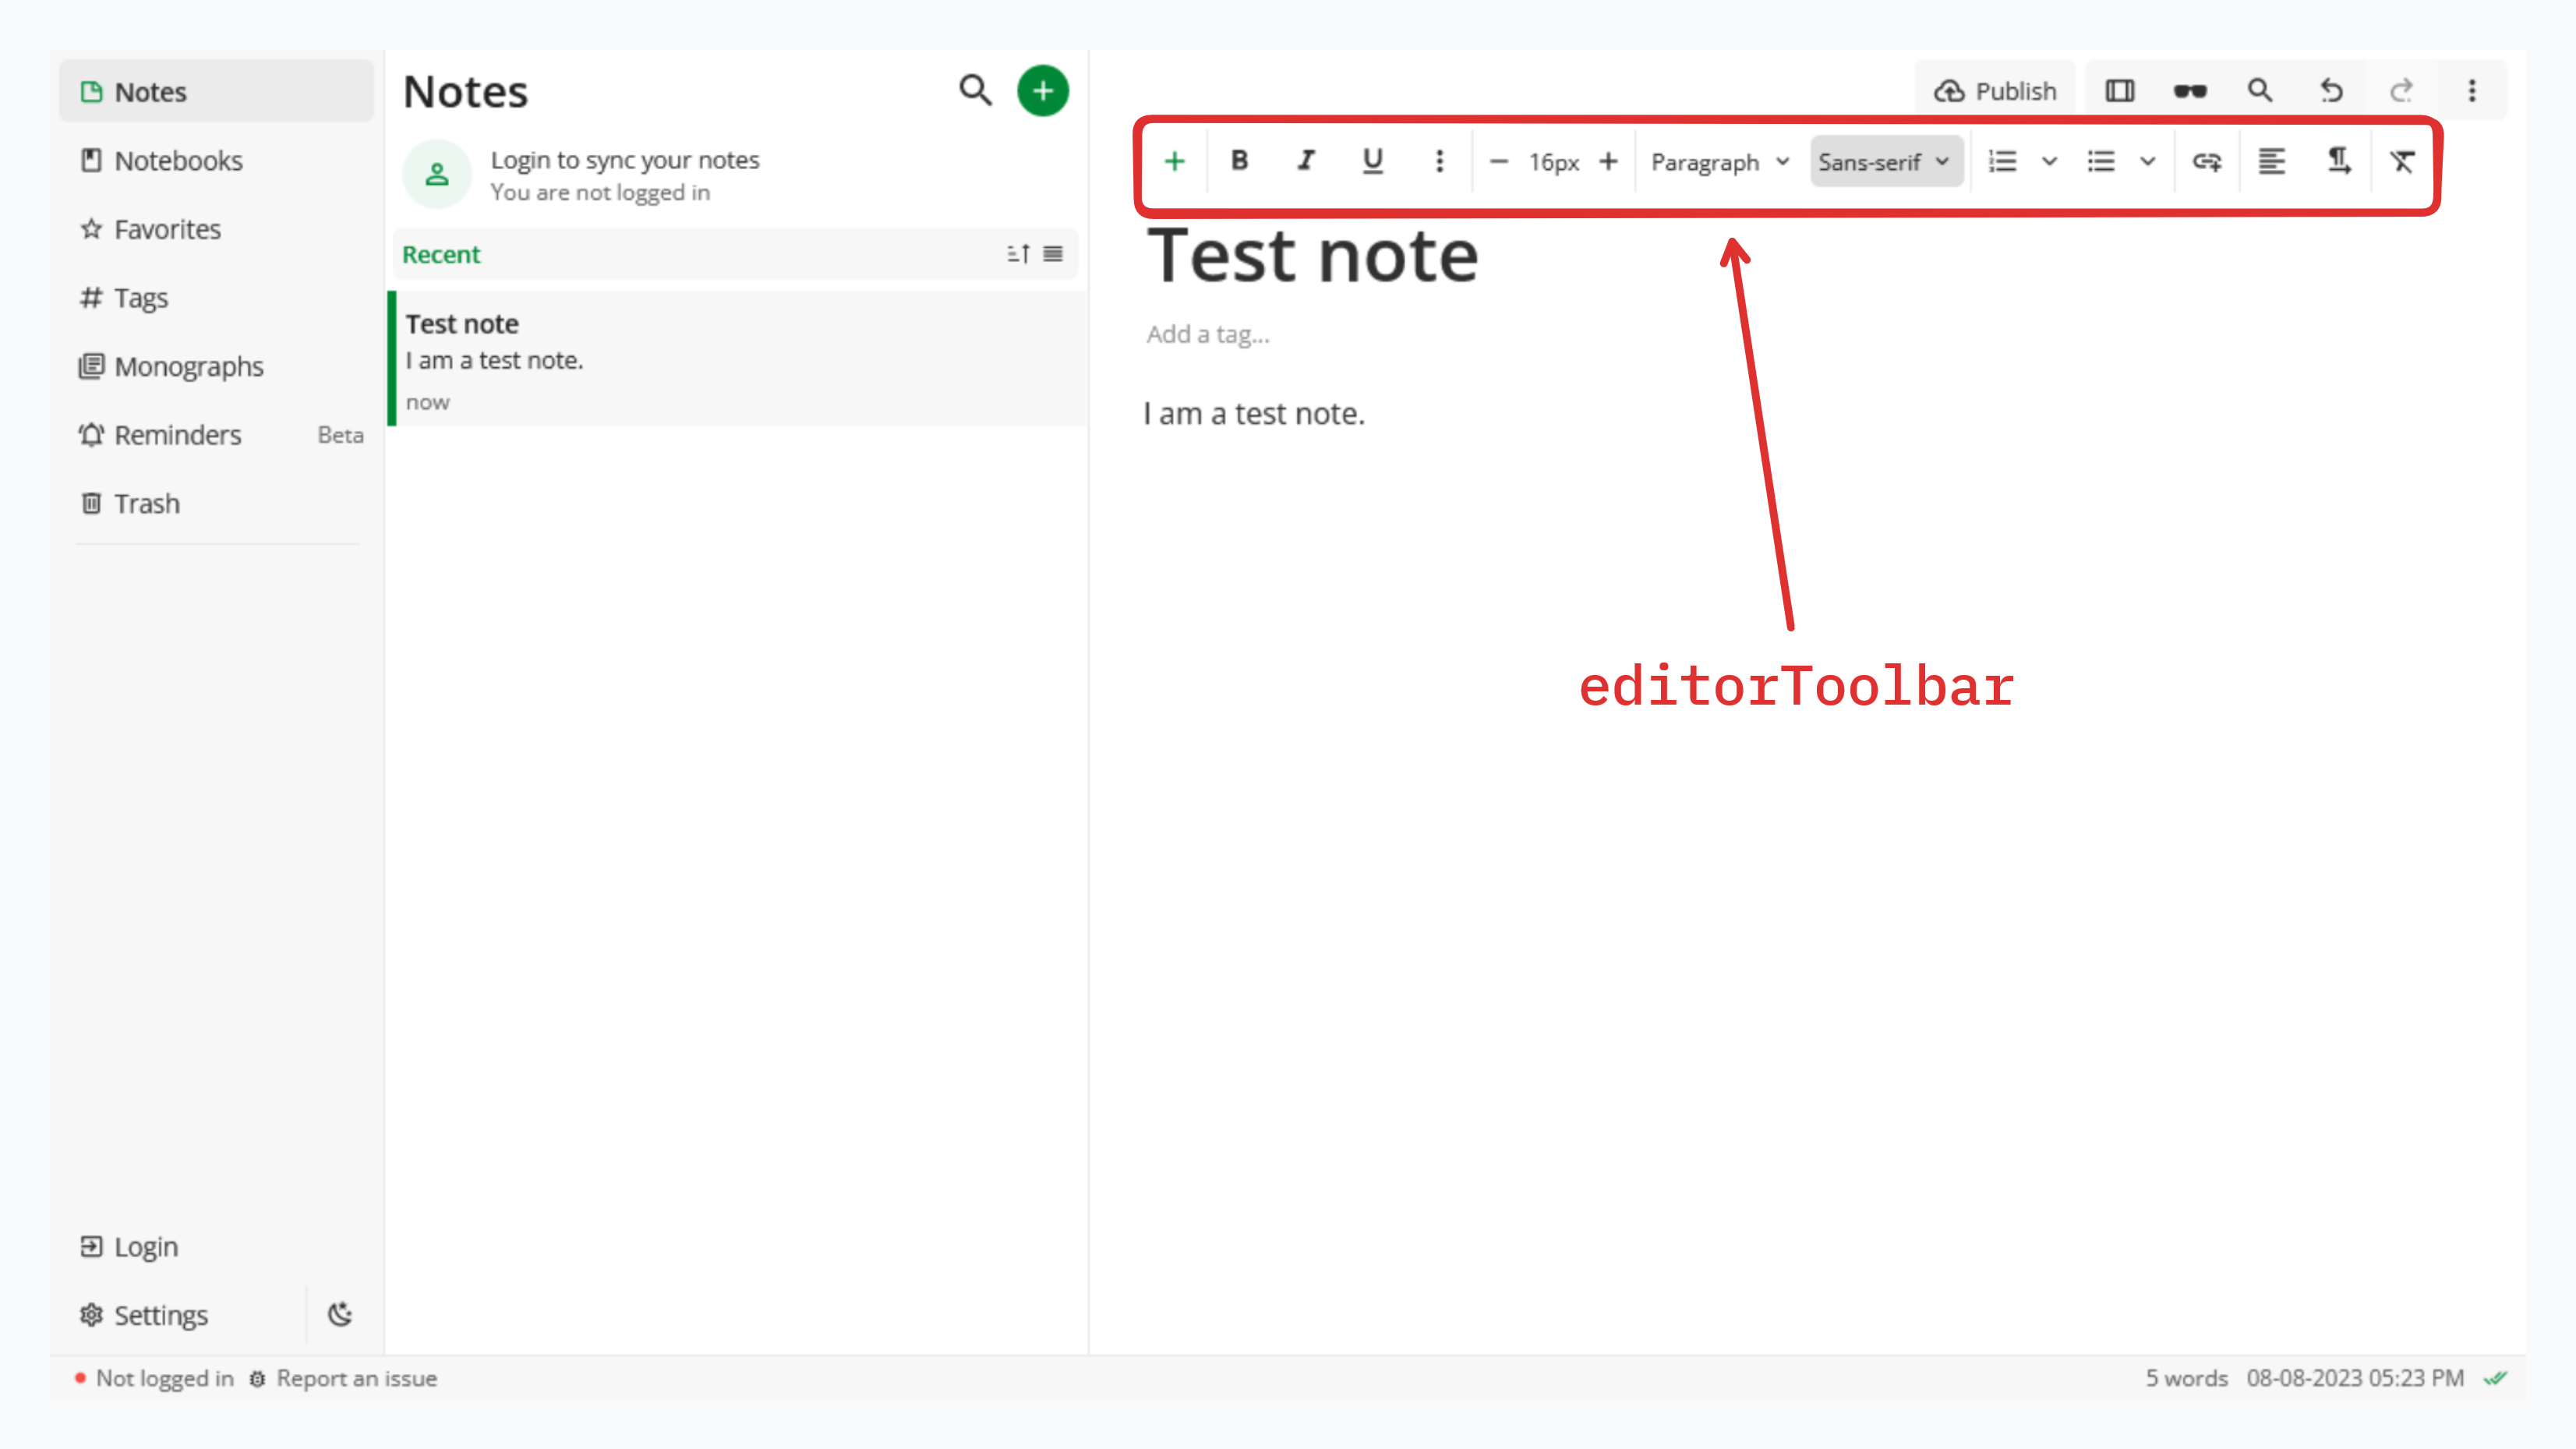 Notes
Notebooks
Favorites
Tags
Monographs
Reminders Beta
Trash
Login
Settings
Notes
Login to sync your notes
You are not logged in
Recent
Test note
I am a test note.
now
Publish
B I U 16px Paragraph Sans-serif
Test note
Add a tag...
I am a test note.
editorToolbar
Not logged in Report an issue
5 words 08-08-2023 05:23 PM